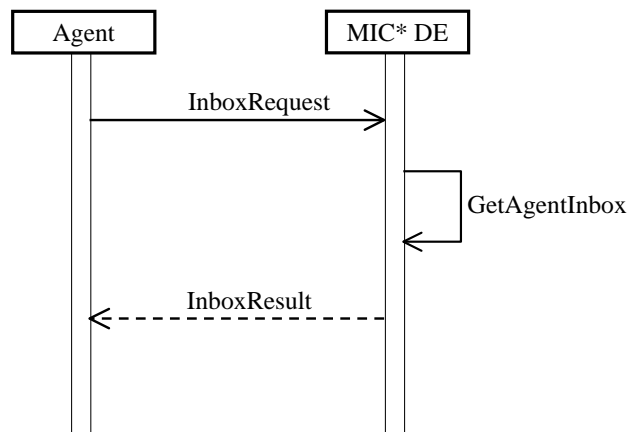 Agent
MIC* DE
InboxRequest
GetAgentInbox
InboxResult